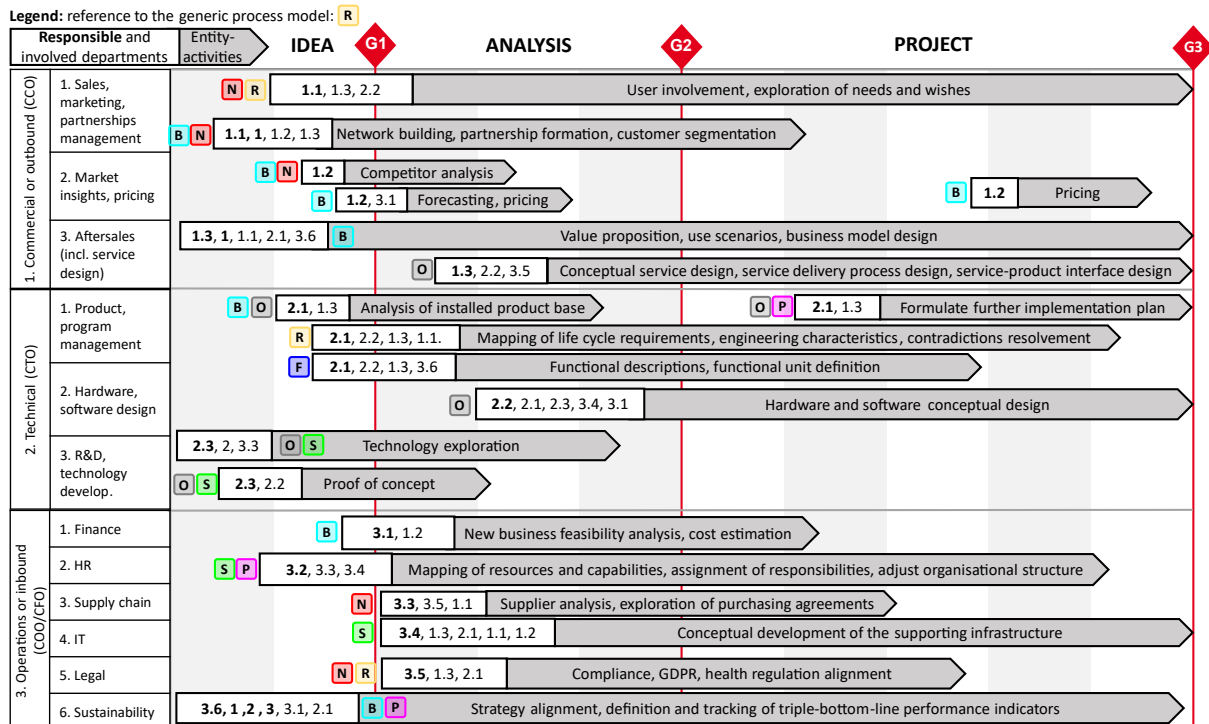 Legend: reference to the generic process model: R
Responsible and involved departments
Entity-activities
IDEA
G1
ANALYSIS
G2
PROJECT
G3
1. Commercial or outbound (CCO)
1. Sales, marketing, partnerships management
N R 1.1, 1.3, 2.2 User involvement, exploration of needs and wishes
B N 1.1, 1, 1.2, 1.3 Network building, partnership formation, customer segmentation
2. Market insights, pricing
B N 1.2 Competitor analysis
B 1.2, 3.1 Forecasting, pricing
B 1.2 Pricing
3. Aftersales (incl. service design)
1.3, 1, 1.1, 2.1, 3.6 B Value proposition, use scenarios, business model design
O 1.3, 2.2, 3.5 Conceptual service design, service delivery process design, service-product interface design
2. Technical (CTO)
1. Product, program management
B O 2.1, 1.3 Analysis of installed product base
O P 2.1, 1.3 Formulate further implementation plan
R 2.1, 2.2, 1.3, 1.1. Mapping of life cycle requirements, engineering characteristics, contradictions resolvement
F 2.1, 2.2, 1.3, 3.6 Functional descriptions, functional unit definition
2. Hardware, software design
O 2.2, 2.1, 2.3, 3.4, 3.1 Hardware and software conceptual design
3. R&D, technology develop.
2.3, 2, 3.3 O S Technology exploration
O S 2.3, 2.2 Proof of concept
3. Operations or inbound (COO/CFO)
1. Finance
B 3.1, 1.2 New business feasibility analysis, cost estimation
2. HR
S P 3.2, 3.3, 3.4 Mapping of resources and capabilities, assignment of responsibilities, adjust organisational structure
3. Supply chain
N 3.3, 3.5, 1.1 Supplier analysis, exploration of purchasing agreements
4. IT
S 3.4, 1.3, 2.1, 1.1, 1.2 Conceptual development of the supporting infrastructure
5. Legal
N R 3.5, 1.3, 2.1 Compliance, GDPR, health regulation alignment
6. Sustainability
3.6, 1 ,2 , 3, 3.1, 2.1 B P Strategy alignment, definition and tracking of triple-bottom-line performance indicators